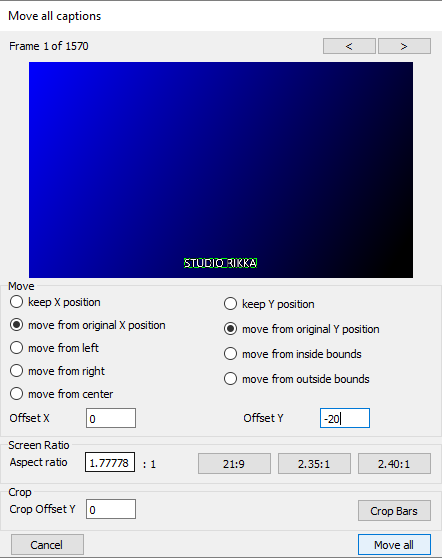 Move all captions
Frame 1 of 1570
<
>
STUDIO RIKKA
Move
keep X position
keep Y position
move from original X position
move from original Y position
move from left
move from inside bounds
move from right
move from outside bounds
move from center
Offset X
0
Offset Y
-20
Screen Ratio
Aspect ratio
1.77778
: 1
21:9
2.35:1
2.40:1
Crop
Crop Offset Y
0
Crop Bars
Cancel
Move all